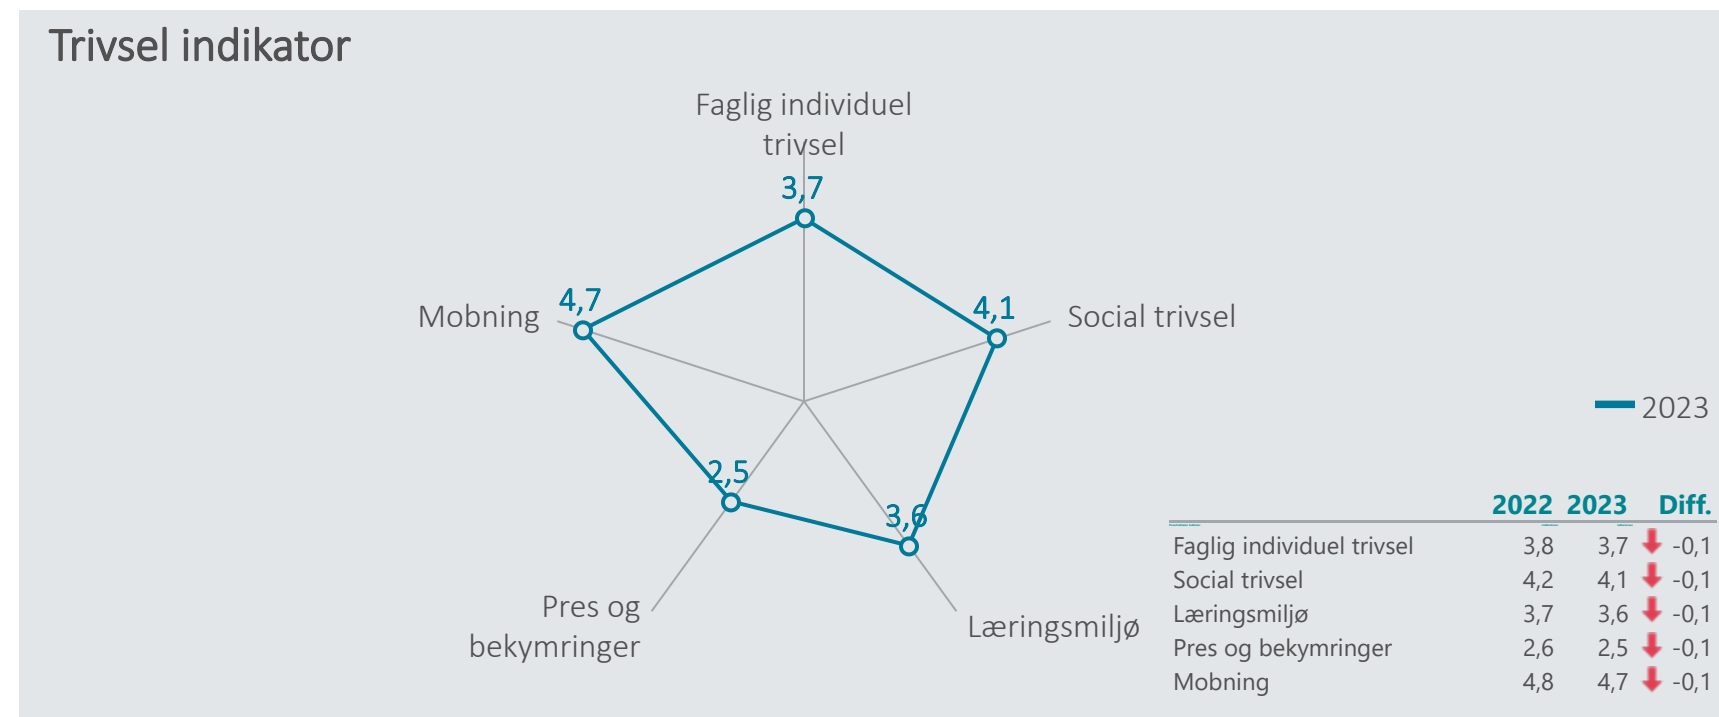 Trivsel indikator
Faglig individuel
trivsel
3,7
4,7
4,1
Mobning
Social trivsel
2023
2,5
3,6
Pres og
bekymringer
Læringsmiljø
2022 2023 Diff.
Faglig individuel trivsel 3,8 3,7 -0,1
Social trivsel 4,2 4,1 -0,1
Læringsmiljø 3,7 3,6 -0,1
Pres og bekymringer 2,6 2,5 -0,1
Mobning 4,8 4,7 -0,1